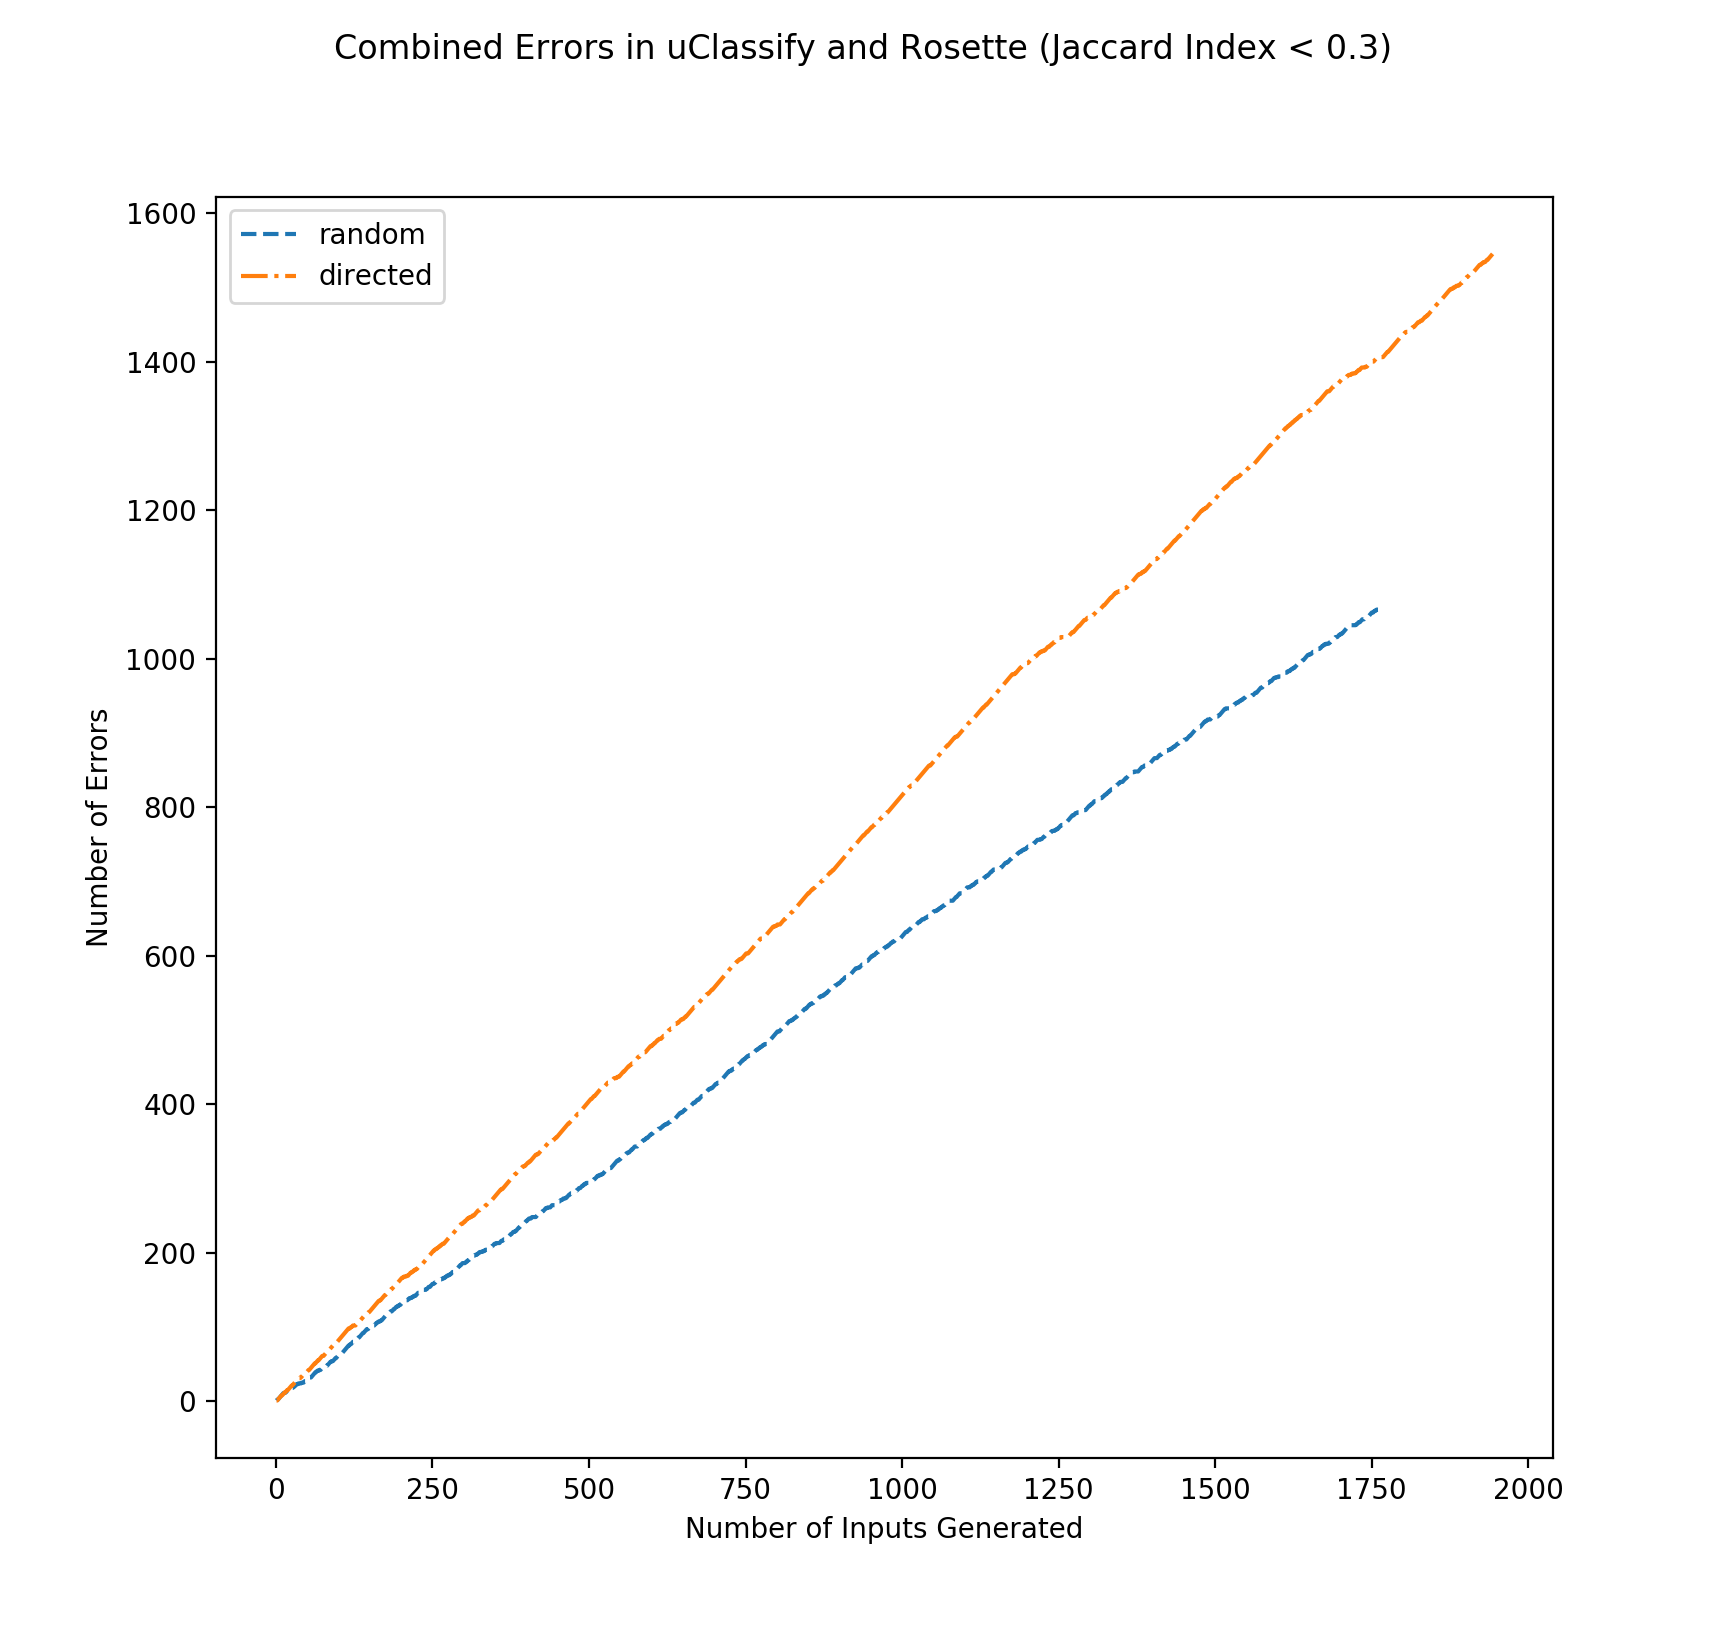 Combined Errors in uClassify and Rosette (Jaccard Index < 0.3)
random
directed
1600
1400
1200
1000
800
600
400
200
0
Number of Errors
0 250 500 750 1000 1250 1500 1750 2000
Number of Inputs Generated